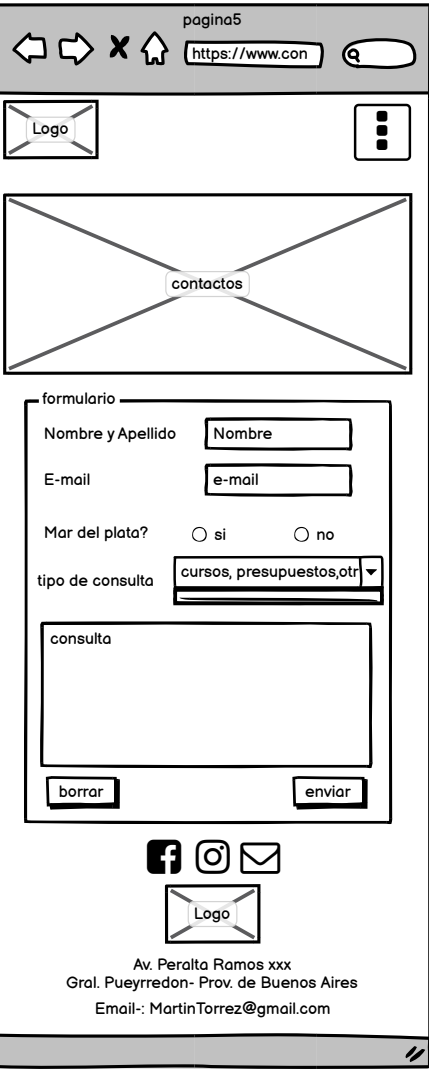 pagina5
https://www.con
Logo
contactos
formulario
Nombre y Apellido
Nombre
E-mail
e-mail
Mar del plata?
si
no
tipo de consulta
cursos, presupuestos,otr
consulta
borrar
enviar
Logo
Av. Peralta Ramos xxx
Gral. Pueyrredon- Prov. de Buenos Aires
Email-: MartinTorrez@gmail.com